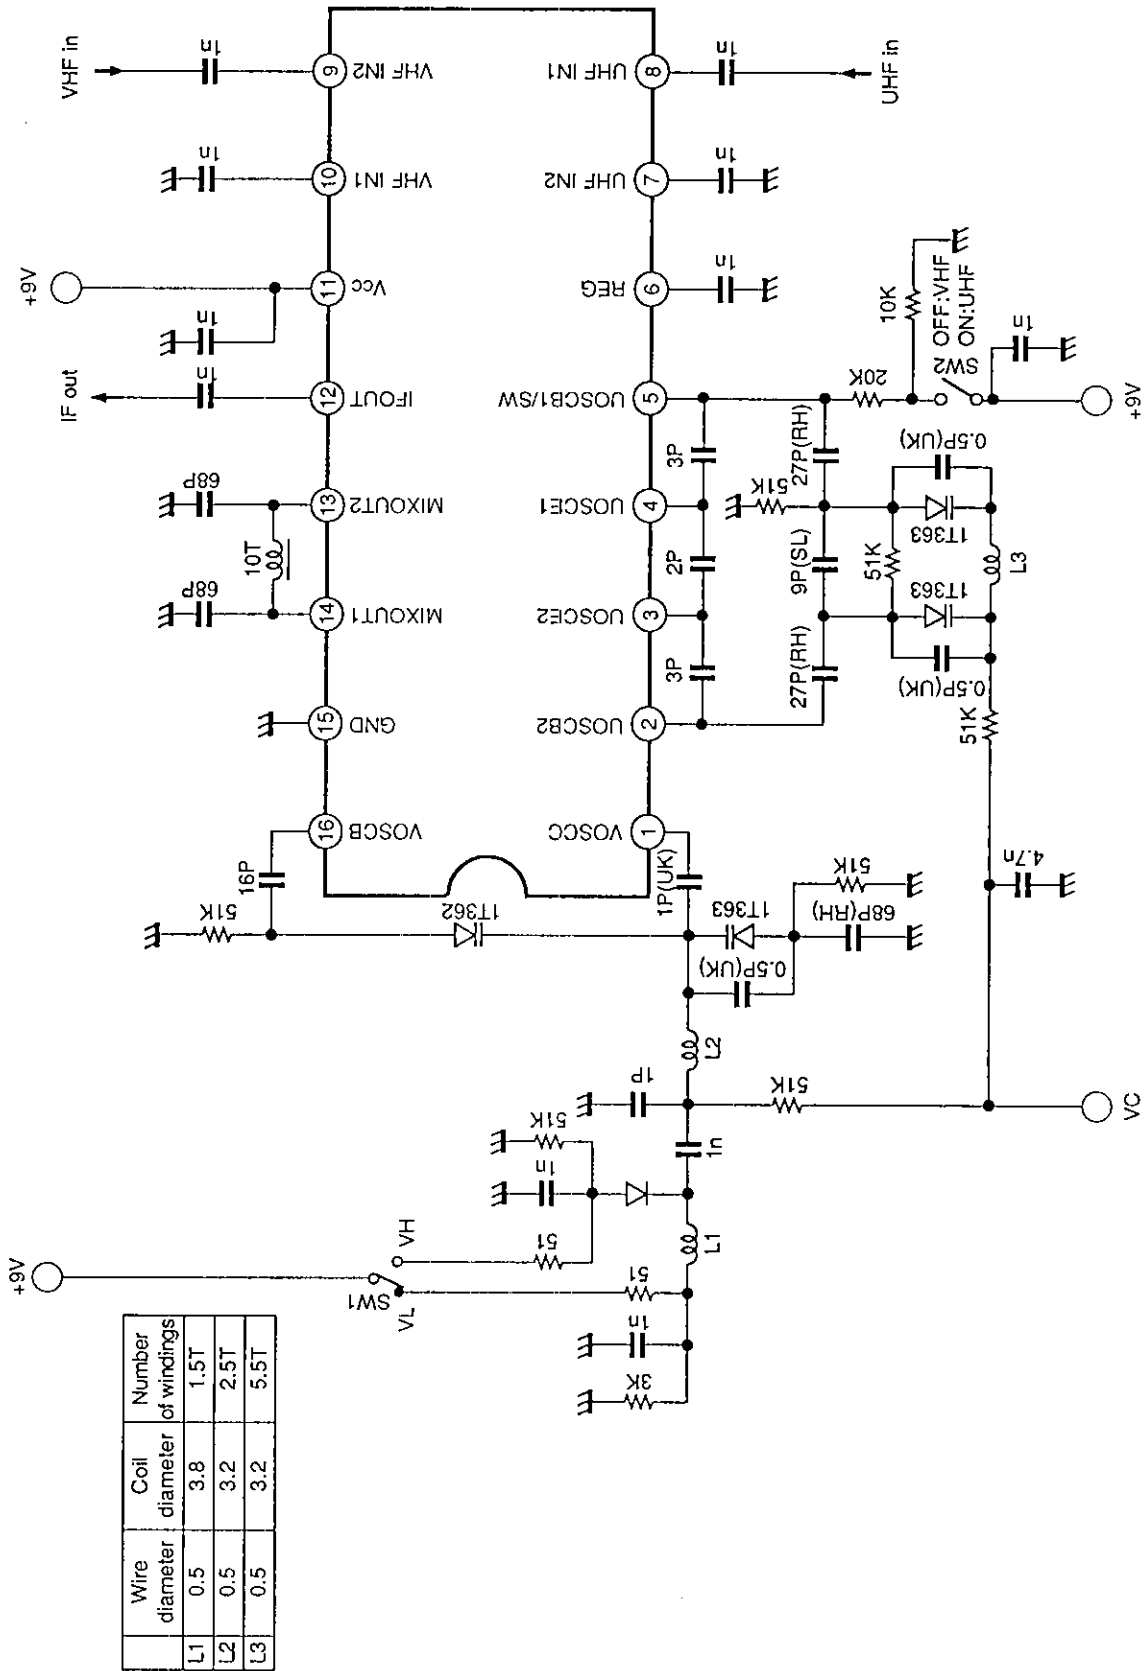 VHF in
1n
9
VHF IN2
1n
10
VHF IN1
+9V
1n
11
Vcc
IF out
1n
12
IFOUT
68P
13
MIXOUT2
10T
68P
14
MIXOUT1
15
GND
16P
16
VOSCB
51K
1T362
8
UHF IN1
1n
UHF in
7
UHF IN2
1n
6
REG
1n
5
UOSCB1/SW
4
UOSCE1
3
UOSCE2
2
UOSCB2
1
VOSCC
3P
2P
3P
27P(RH)
9P(SL)
27P(RH)
51K
20K
10K
OFF:VHF
ON:UHF
SW2
1n
+9V
0.5P(UK)
1T363
51K
1T363
0.5P(UK)
L3
51K
4.7n
1P(UK)
1T363
51K
68P(RH)
0.5P(UK)
L2
1P
51K
VC
1n
51K
1n
L1
51
VH
51
SW1
VL
+9V
1n
3K
Wire diameter Coil diameter Number of windings
L1 0.5 3.8 1.5T
L2 0.5 3.2 2.5T
L3 0.5 3.2 5.5T